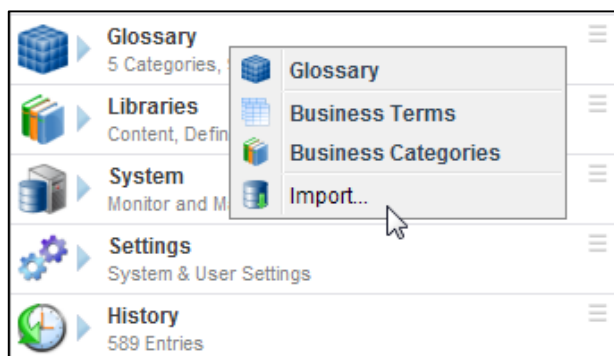 Glossary
5 Categories,
Glossary
Libraries
Content, Defin
Business Terms
Business Categories
System
Monitor and M
Import...
Settings
System & User Settings
History
589 Entries